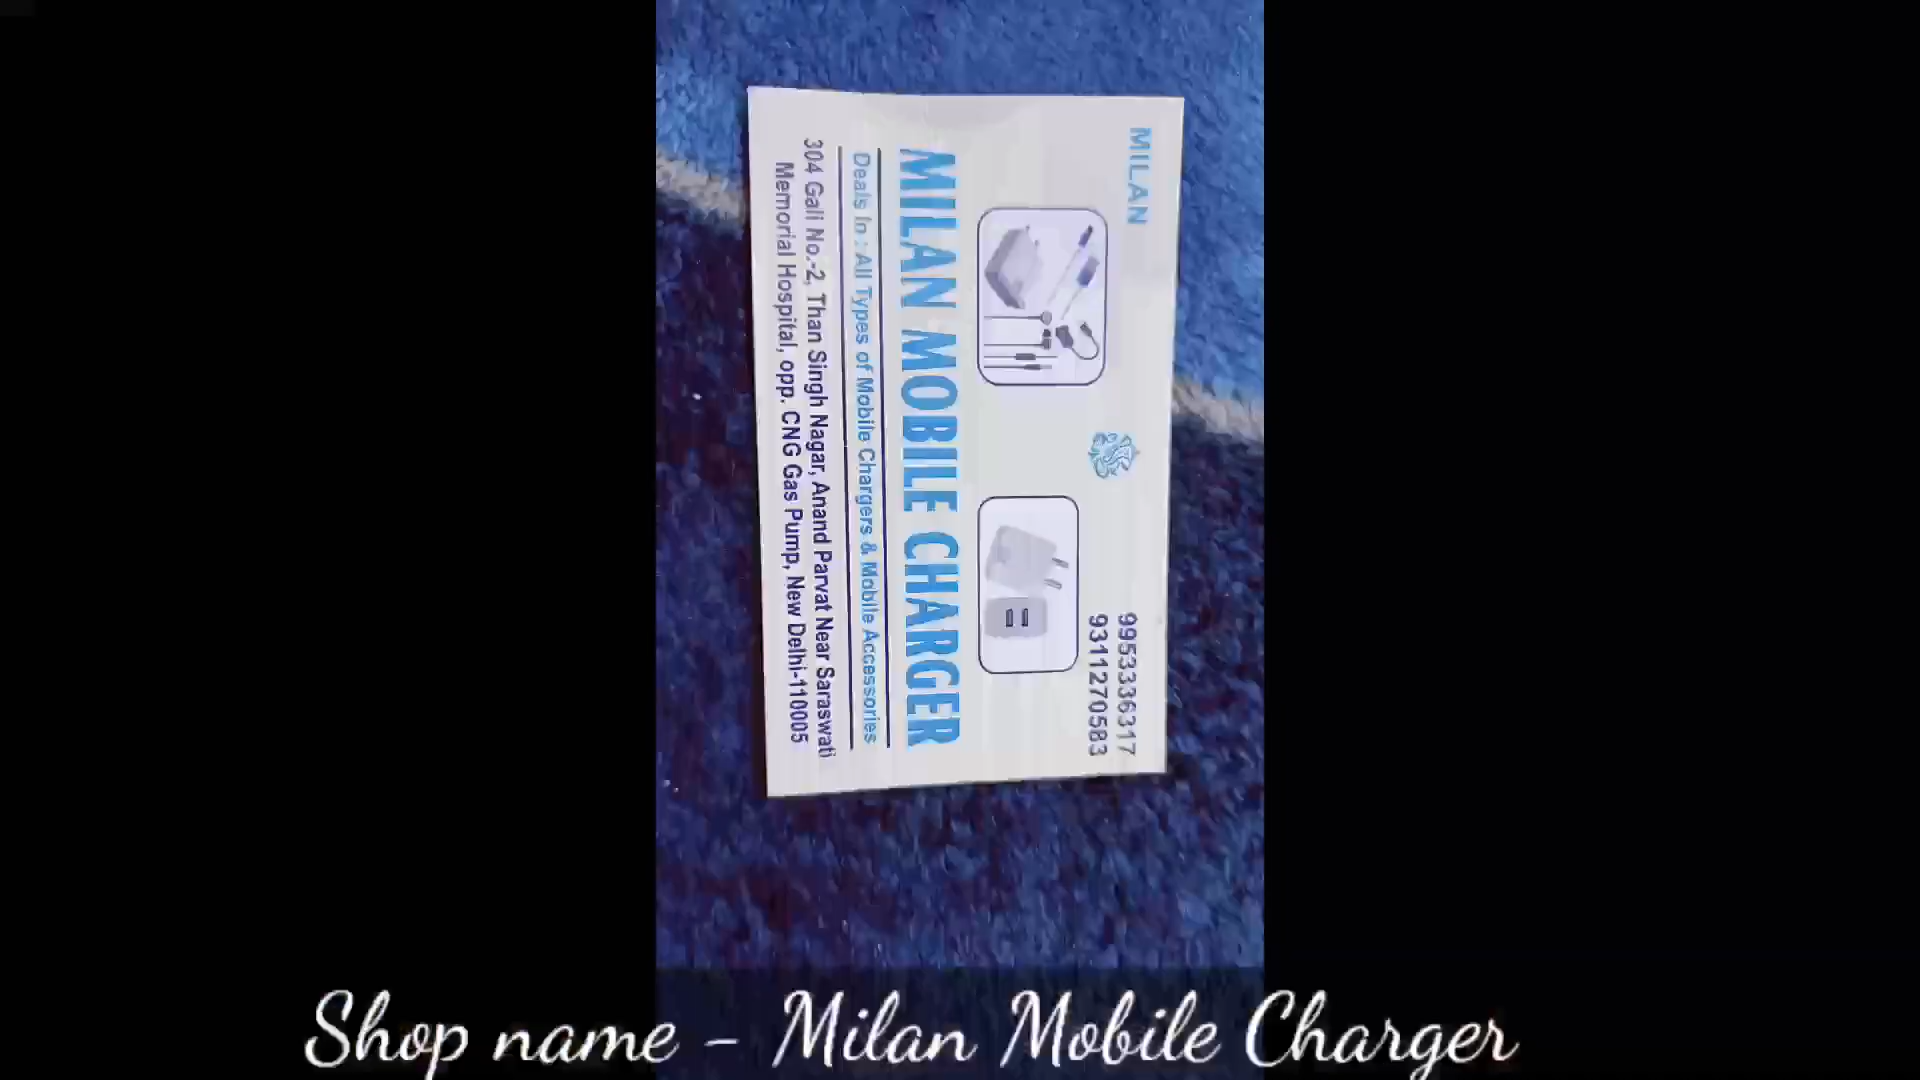 MILAN
9953336317
9311270583
MILAN MOBILE CHARGER
Deals In : All Types of Mobile Chargers & Mobile Accessories
304 Gali No.-2, Than Singh Nagar, Anand Parvat Near Saraswati
Memorial Hospital, opp. CNG Gas Pump, New Delhi-110005
Shop name - Milan Mobile Charger